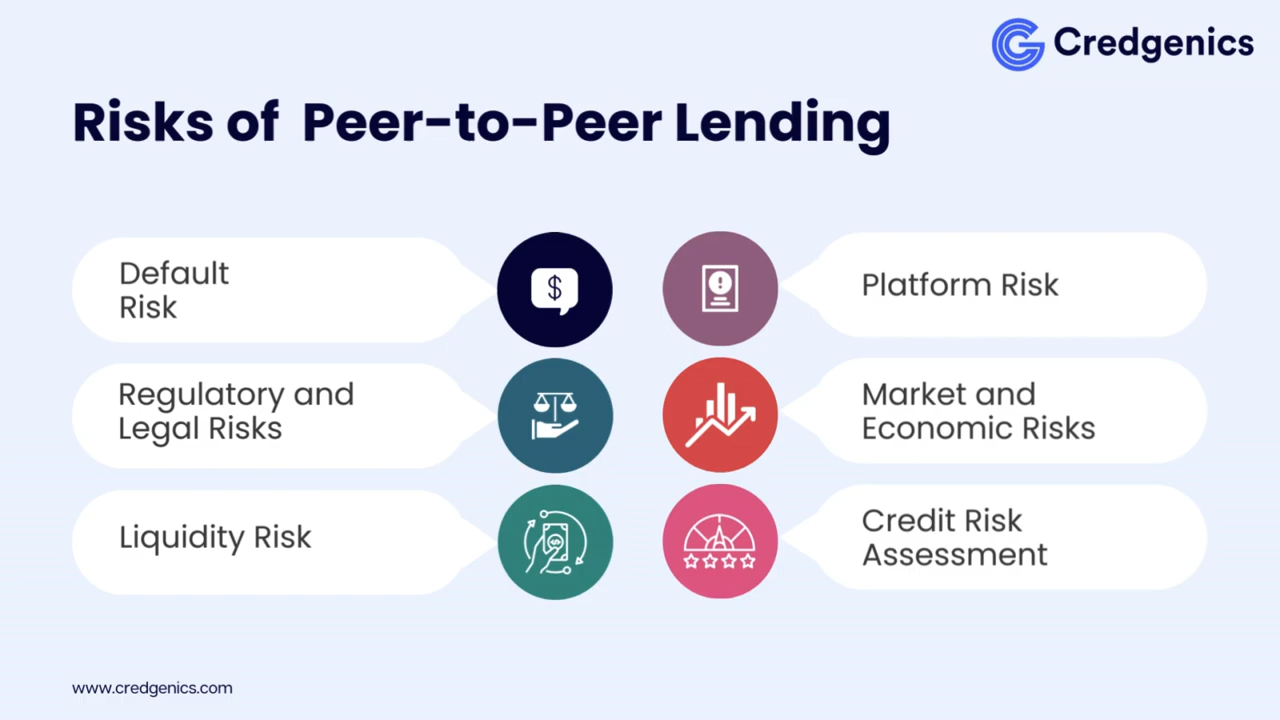 Credgenics
Risks of Peer-to-Peer Lending
Default
Risk
$
Platform Risk
Regulatory and
Legal Risks
Market and
Economic Risks
Liquidity Risk
$
Credit Risk
Assessment
www.credgenics.com